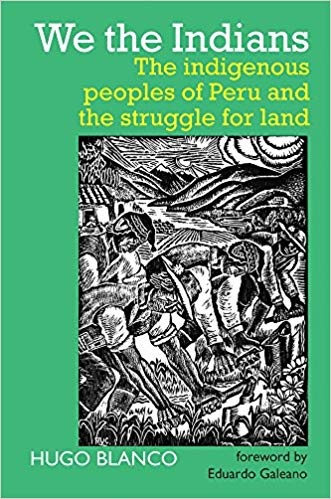 We the Indians
The indigenous
peoples of Peru and
the struggle for land
HUGO BLANCO
foreword by
Eduardo Galeano